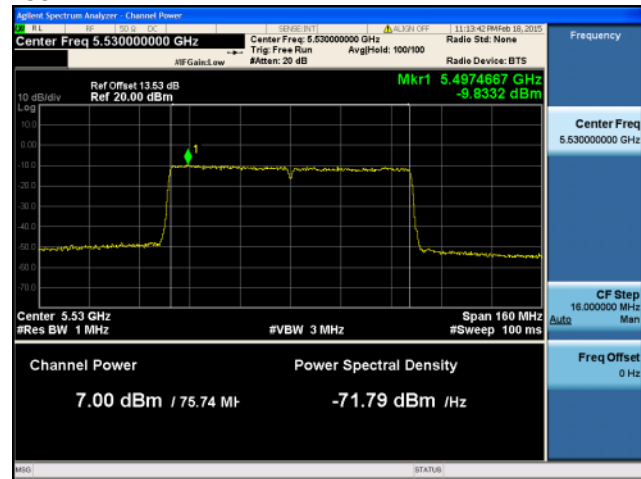 Agilent Spectrum Analyzer - Channel Power
RL RF 50 Ω DC SENSE:INT ALIGN OFF 11:13:42 PM Feb 18, 2015
Center Freq 5.530000000 GHz
Center Freq: 5.530000000 GHz
Radio Std: None
Trig: Free Run Avg|Hold: 100/100
#IFGain:Low #Atten: 20 dB Radio Device: BTS
Ref Offset 13.53 dB
10 dB/div Ref 20.00 dBm
Mkr1 5.4974667 GHz
-9.8332 dBm
Log
10.0
0.00
-10.0
-20.0
-30.0
-40.0
-50.0
-60.0
-70.0
1
Center 5.53 GHz Span 160 MHz
#Res BW 1 MHz #VBW 3 MHz #Sweep 100 ms
Channel Power Power Spectral Density
7.00 dBm / 75.74 MH -71.79 dBm /Hz
MSG STATUS
Frequency
Center Freq
5.530000000 GHz
CF Step
16.000000 MHz
Auto Man
Freq Offset
0 Hz